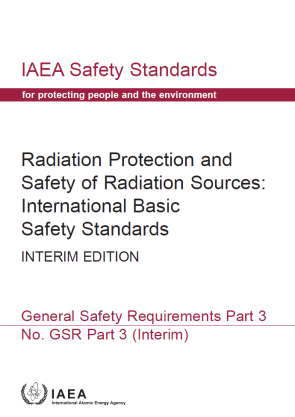 IAEA Safety Standards
for protecting people and the environment
Radiation Protection and
Safety of Radiation Sources:
International Basic
Safety Standards
INTERIM EDITION
General Safety Requirements Part 3
No. GSR Part 3 (Interim)
IAEA
International Atomic Energy Agency